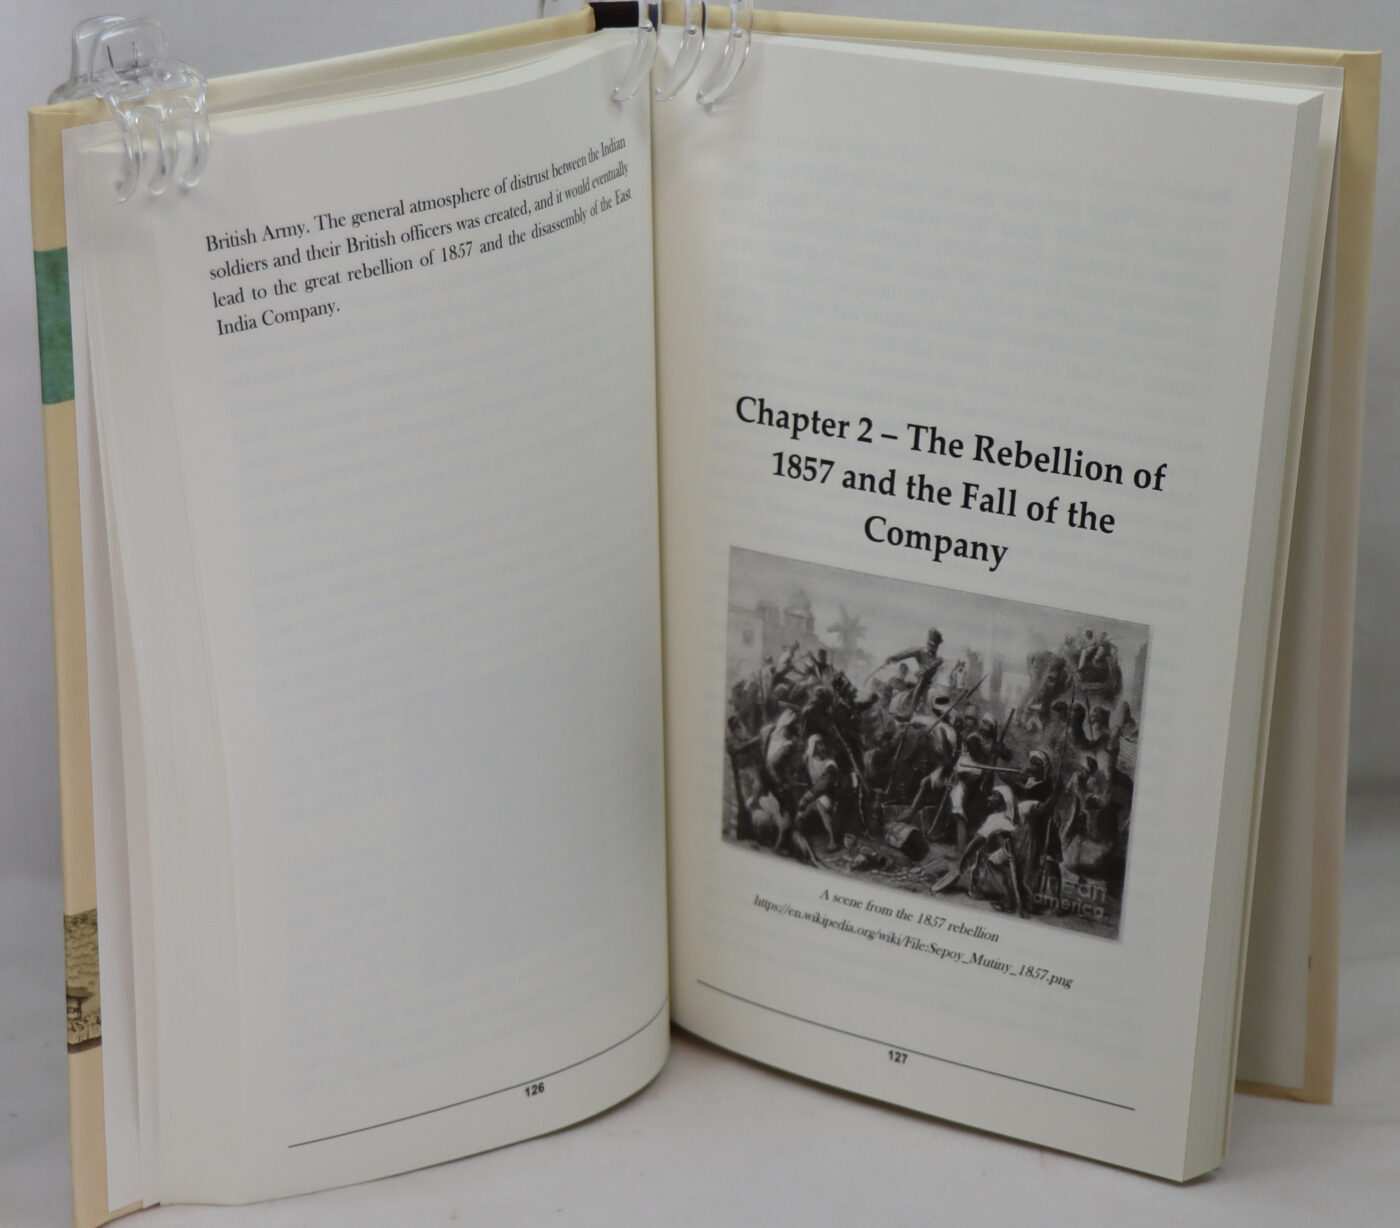 British Army. The general atmosphere of distrust between the Indian
soldiers and their British officers was created, and it would eventually
lead to the great rebellion of 1857 and the disassembly of the East
India Company.
126
Chapter 2 – The Rebellion of
1857 and the Fall of the
Company
america
A scene from the 1857 rebellion
https://en.wikipedia.org/wiki/File:Sepoy_Mutiny_1857.png
127